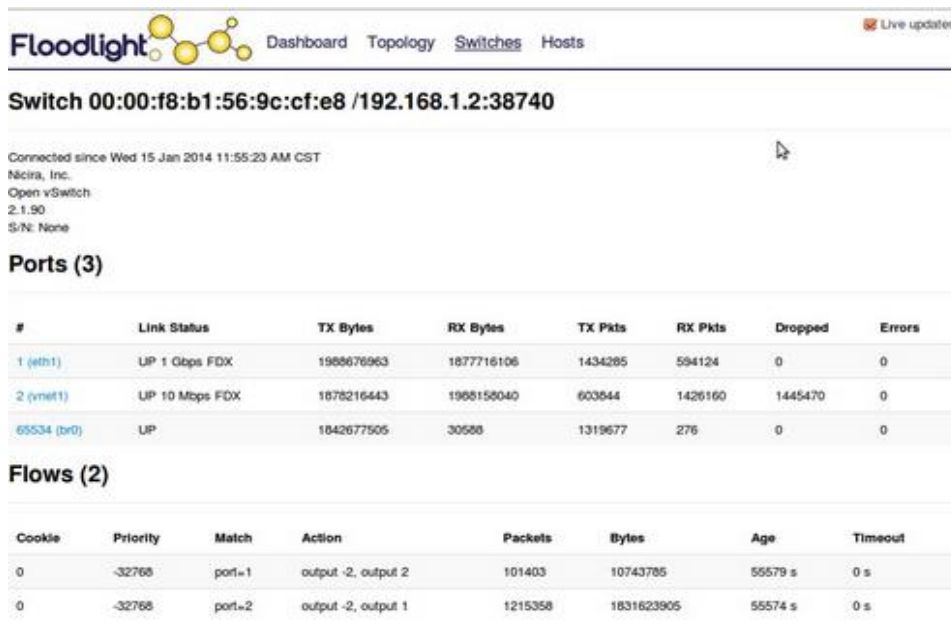 Floodlight Dashboard Topology Switches Hosts Live updates
Switch 00:00:f8:b1:56:9c:cf:e8 /192.168.1.2:38740
Connected since Wed 15 Jan 2014 11:55:23 AM CST
Nicira, Inc.
Open vSwitch
2.1.90
S/N: None
Ports (3)
# Link Status TX Bytes RX Bytes TX Pkts RX Pkts Dropped Errors
1 (eth1) UP 1 Gbps FDX 1988676963 1877716106 1434285 594124 0 0
2 (vnet1) UP 10 Mbps FDX 1878216443 1988158040 603844 1426160 1445470 0
65534 (br0) UP 1842677505 30588 1319677 276 0 0
Flows (2)
Cookie Priority Match Action Packets Bytes Age Timeout
0 -32768 port=1 output -2, output 2 101403 10743785 55579 s 0 s
0 -32768 port=2 output -2, output 1 1215358 1831623905 55574 s 0 s